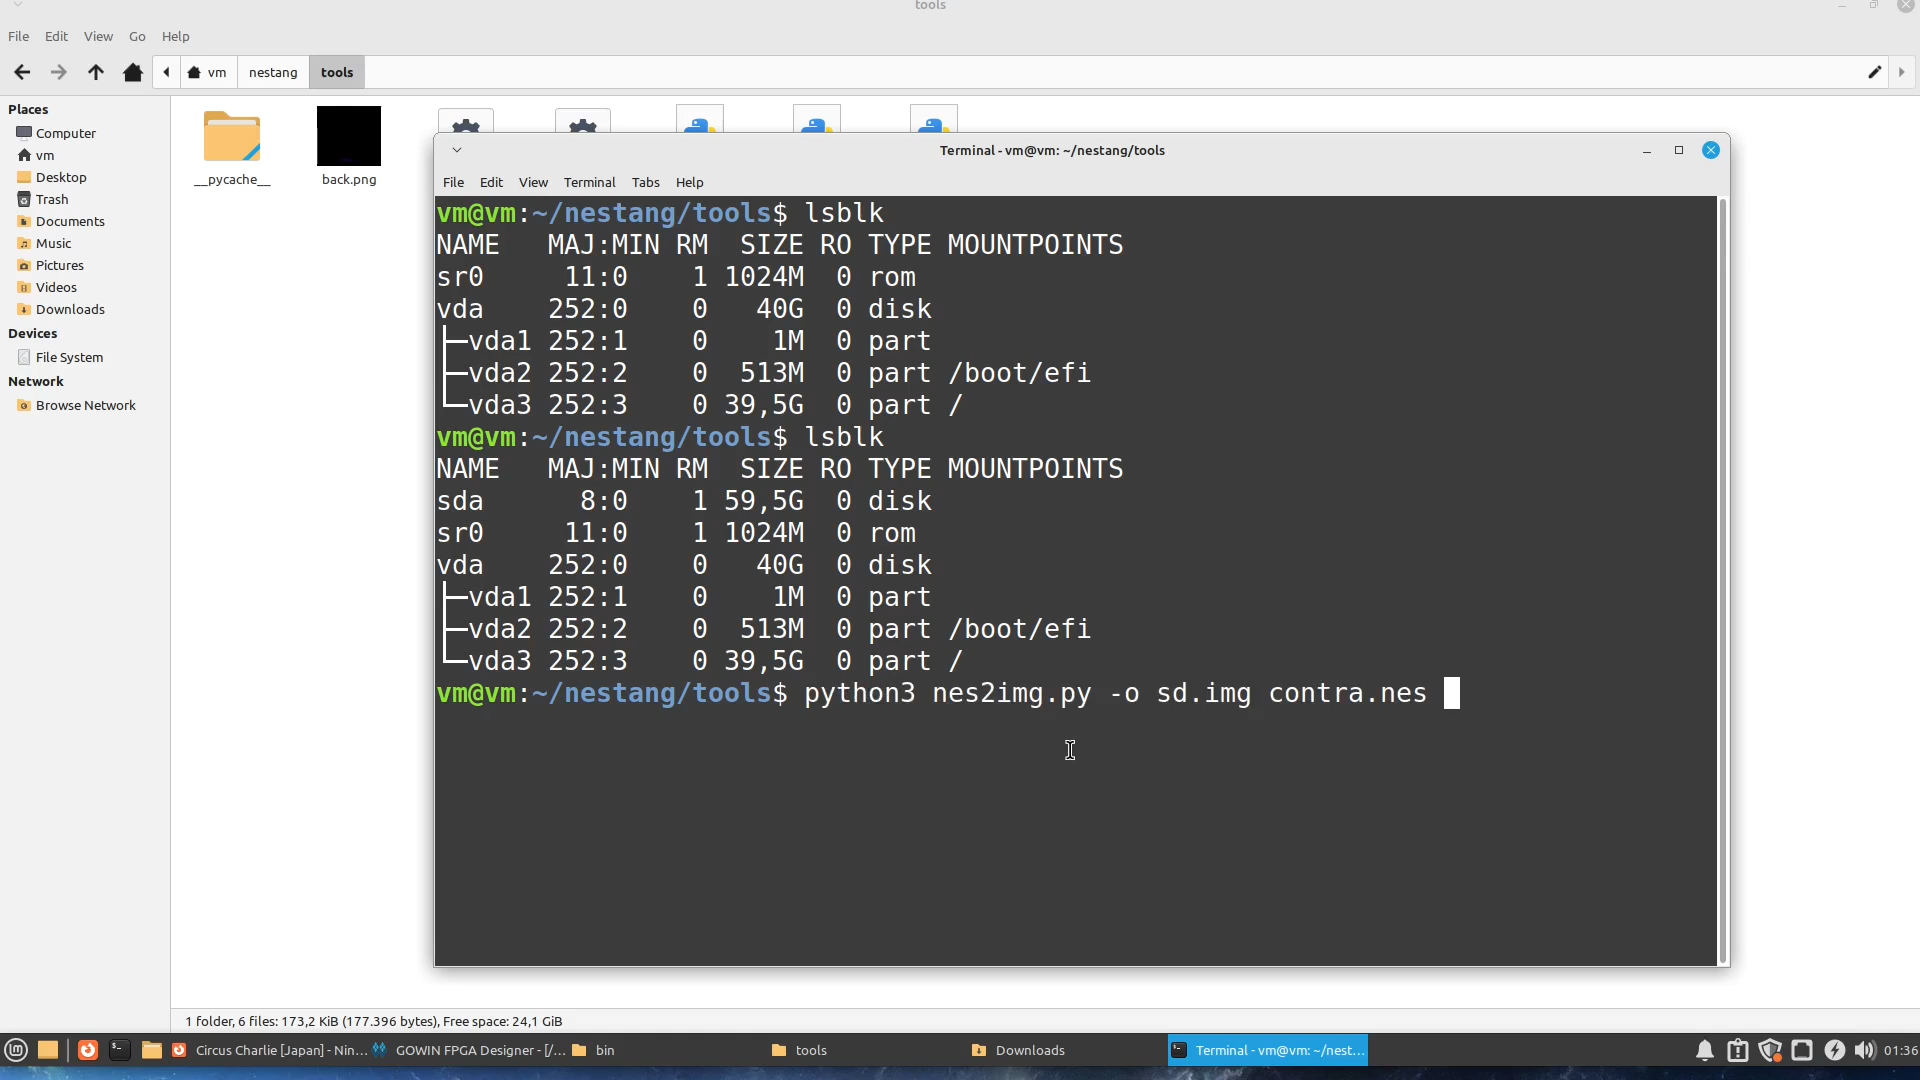 tools
File Edit View Go Help
vm nestang tools
Places
Computer
vm
Desktop
Trash
Documents
Music
Pictures
Videos
Downloads
Devices
File System
Network
Browse Network
__pycache__ back.png
Terminal - vm@vm: ~/nestang/tools
File Edit View Terminal Tabs Help
vm@vm:~/nestang/tools$ lsblk
NAME MAJ:MIN RM SIZE RO TYPE MOUNTPOINTS
sr0 11:0 1 1024M 0 rom
vda 252:0 0 40G 0 disk
├─vda1 252:1 0 1M 0 part
├─vda2 252:2 0 513M 0 part /boot/efi
└─vda3 252:3 0 39,5G 0 part /
vm@vm:~/nestang/tools$ lsblk
NAME MAJ:MIN RM SIZE RO TYPE MOUNTPOINTS
sda 8:0 1 59,5G 0 disk
sr0 11:0 1 1024M 0 rom
vda 252:0 0 40G 0 disk
├─vda1 252:1 0 1M 0 part
├─vda2 252:2 0 513M 0 part /boot/efi
└─vda3 252:3 0 39,5G 0 part /
vm@vm:~/nestang/tools$ python3 nes2img.py -o sd.img contra.nes
1 folder, 6 files: 173,2 KiB (177.396 bytes), Free space: 24,1 GiB
Circus Charlie [Japan] - Nin... GOWIN FPGA Designer - [/... bin tools Downloads Terminal - vm@vm: ~/nest... 01:36